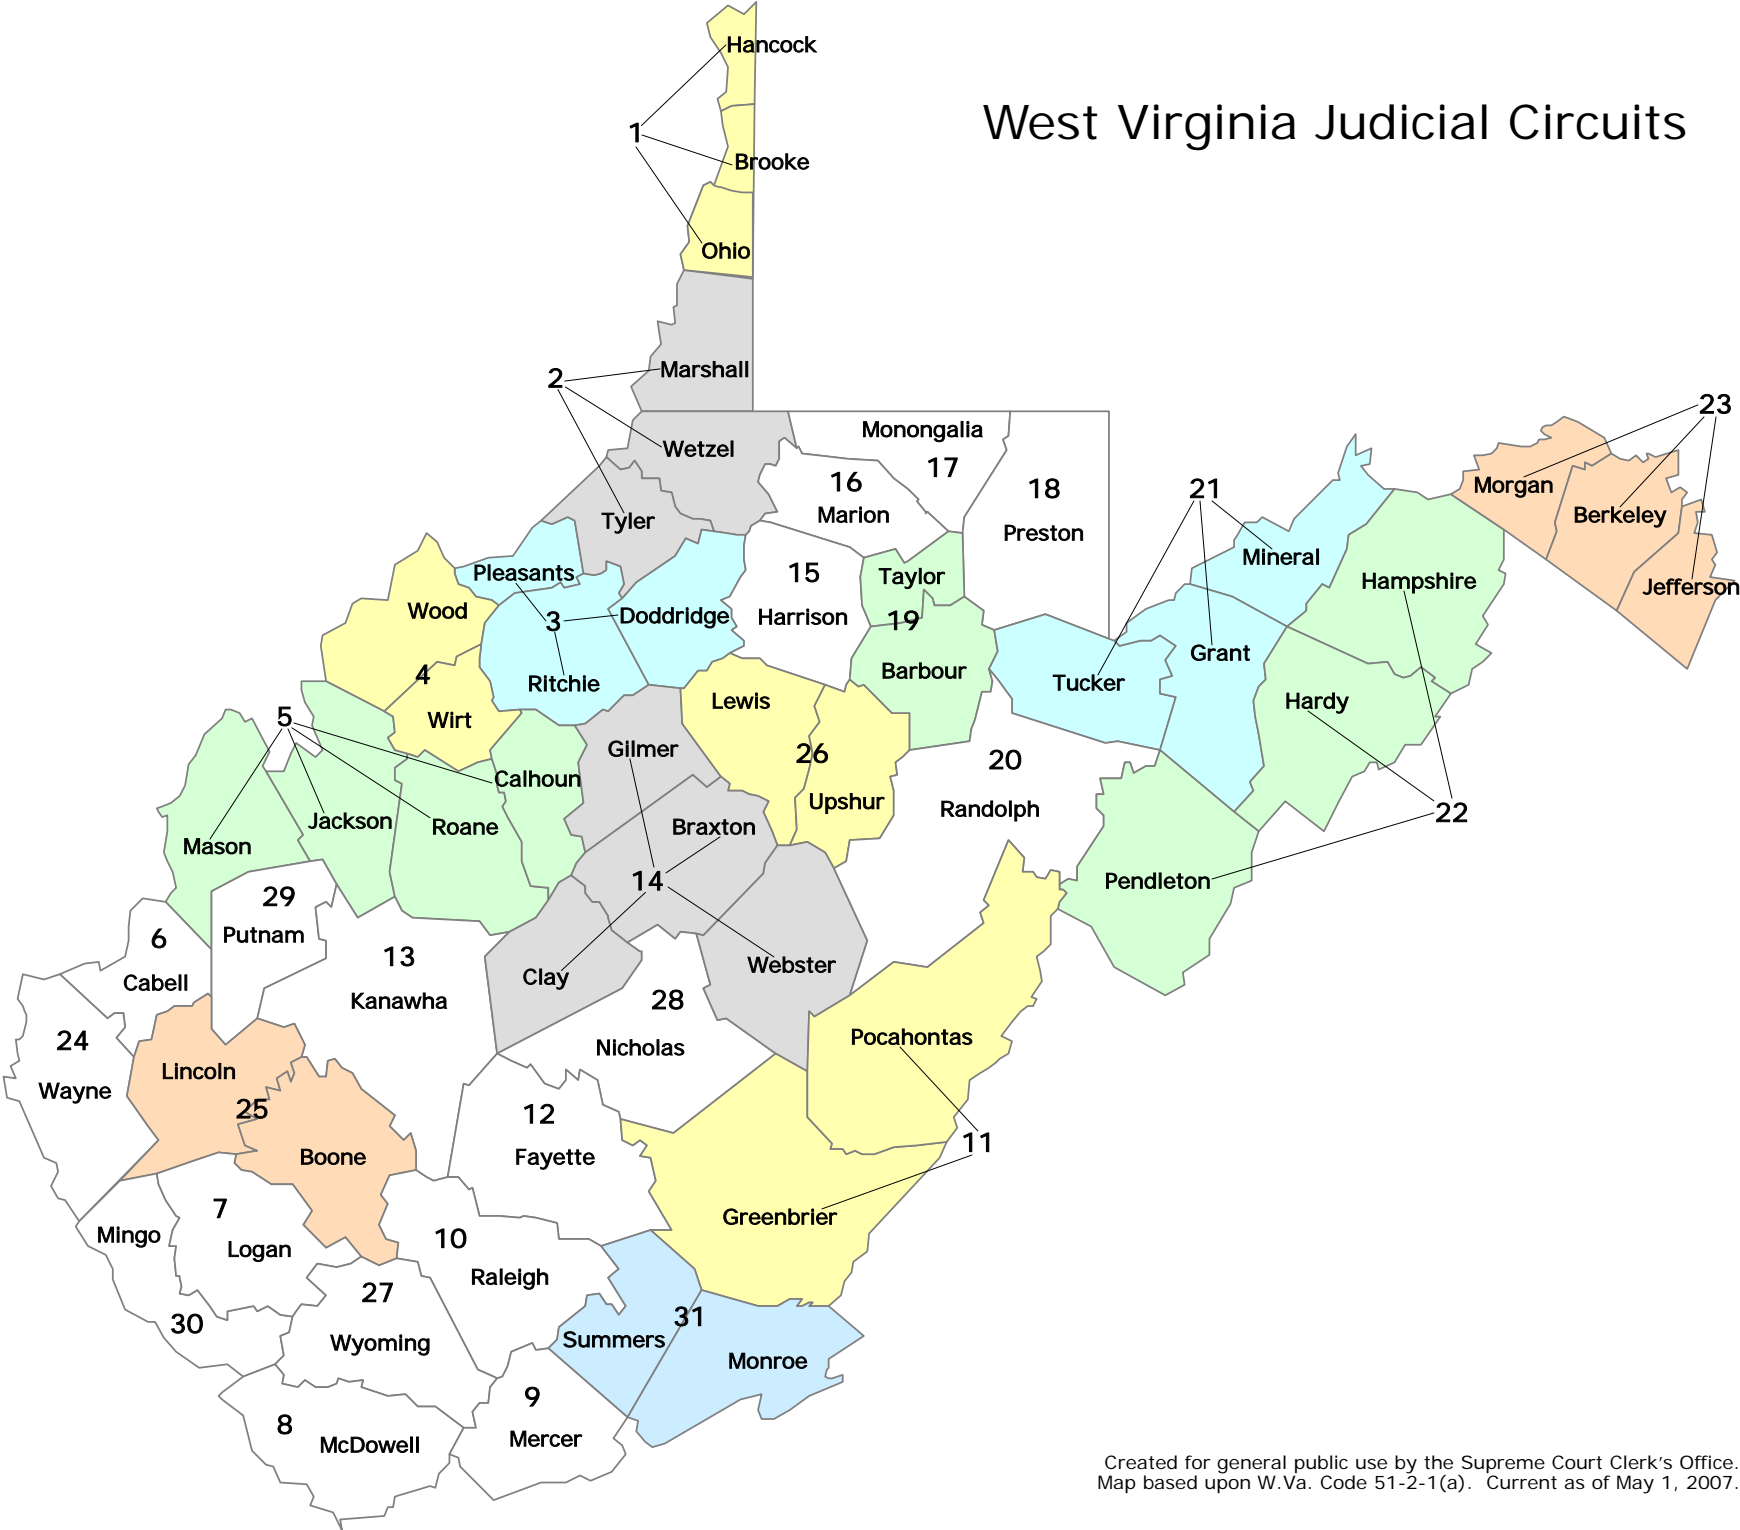 Hancock
West Virginia Judicial Circuits
1
Brooke
Ohio
Marshall
2
23
Monongalia
Wetzel
17
16
18
21
Morgan
Marion
Berkeley
Tyler
Preston
Mineral
15
Pleasants
Taylor
Hampshire
Jefferson
Wood
3
Doddridge
Harrison
19
Grant
4
Ritchie
Barbour
Tucker
Lewis
Hardy
5
Wirt
Gilmer
26
20
Calhoun
Upshur
Randolph
22
Jackson
Roane
Braxton
Mason
14
Pendleton
29
Putnam
6
13
Clay
Webster
Cabell
Kanawha
28
24
Nicholas
Pocahontas
Lincoln
Wayne
25
12
11
Boone
Fayette
7
Greenbrier
Mingo
Logan
10
Raleigh
27
30
31
Wyoming
Summers
Monroe
9
8
McDowell
Mercer
Created for general public use by the Supreme Court Clerk's Office.
Map based upon W.Va. Code 51-2-1(a).  Current as of May 1, 2007.